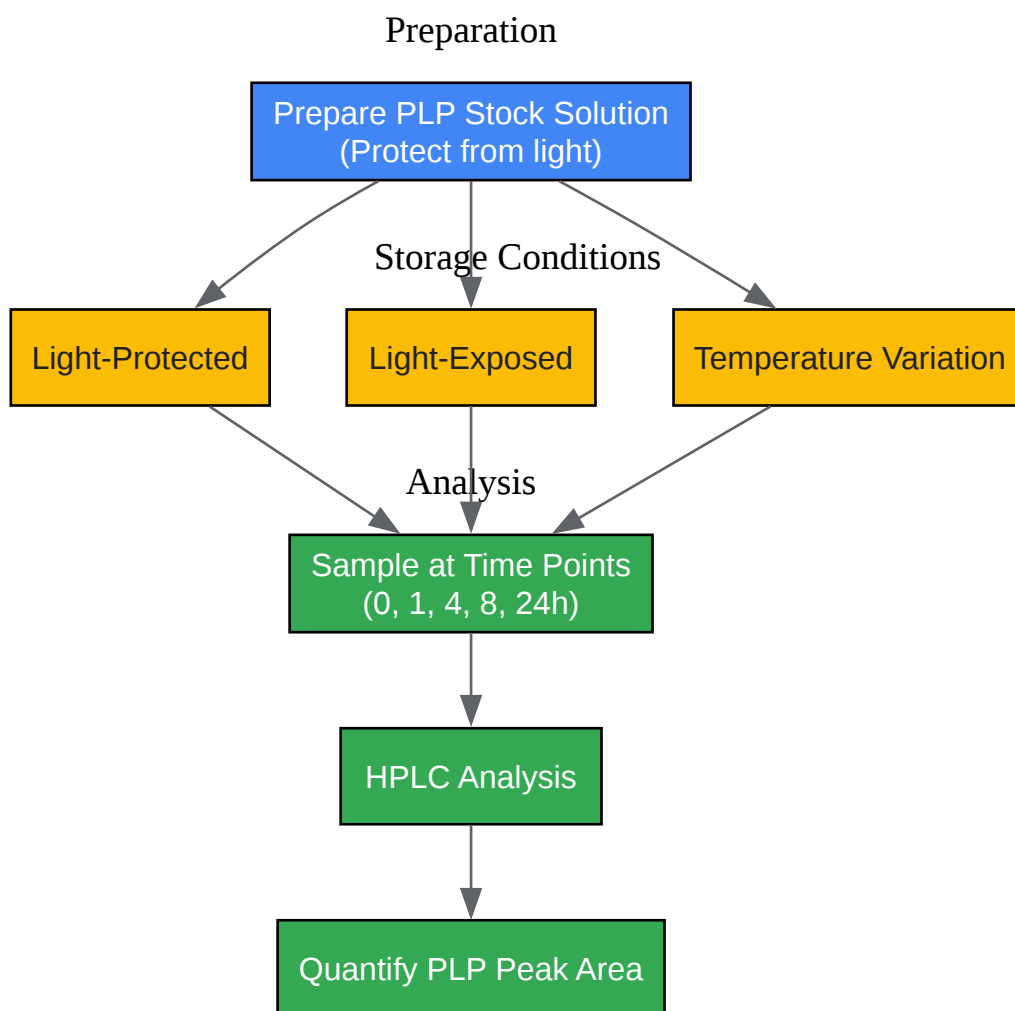 Preparation
Prepare PLP Stock Solution
(Protect from light)
Storage Conditions
Light-Protected
Light-Exposed
Temperature Variation
Analysis
Sample at Time Points
(0, 1, 4, 8, 24h)
HPLC Analysis
Quantify PLP Peak Area